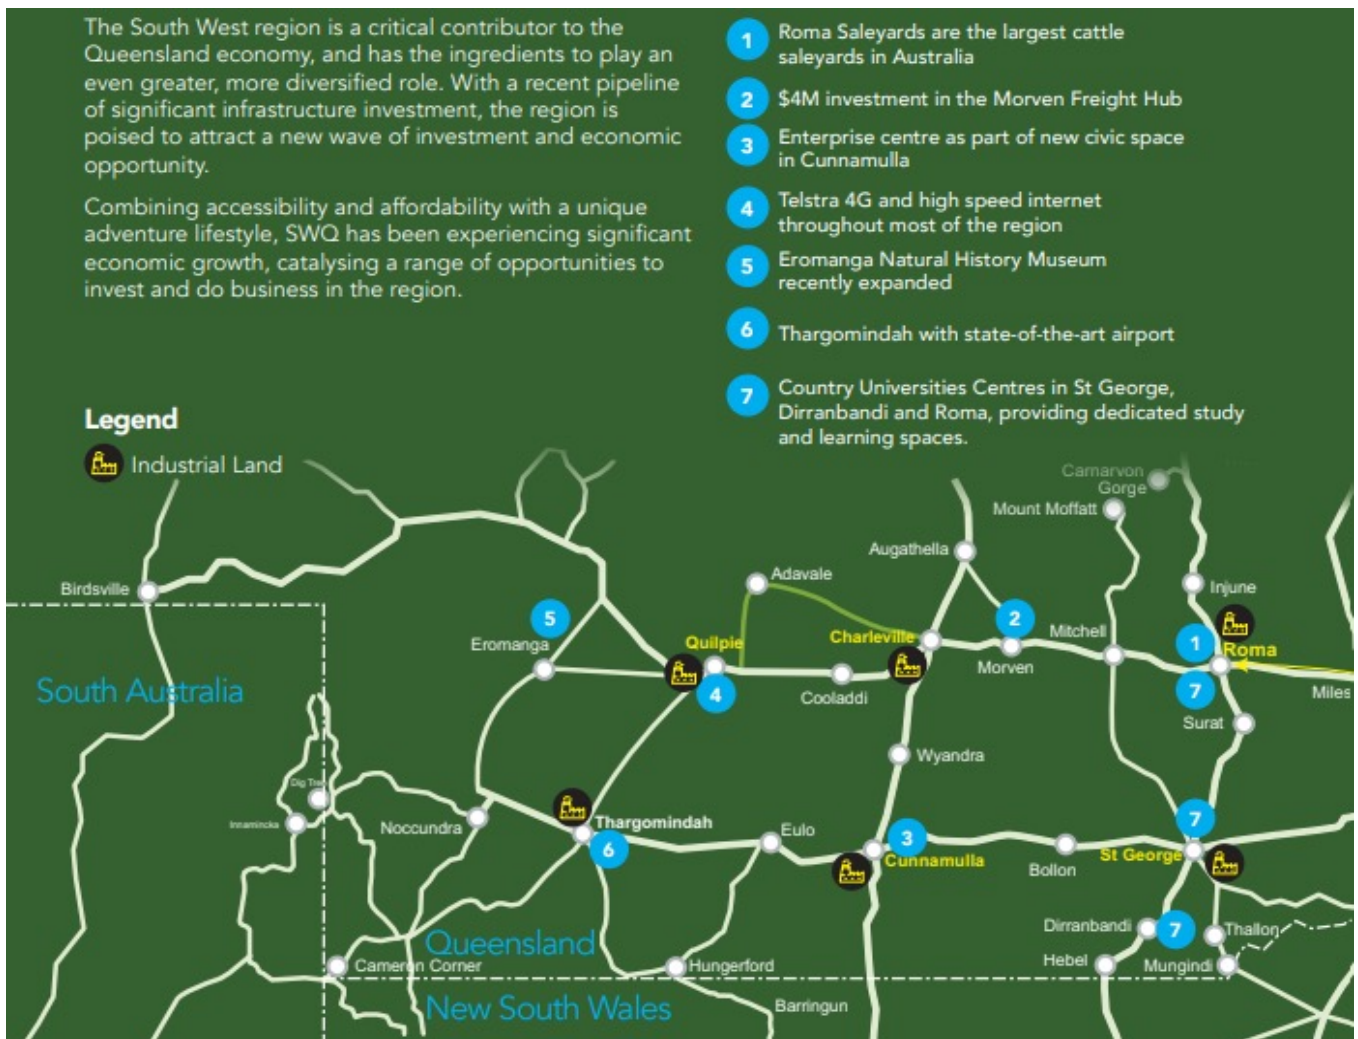 The South West region is a critical contributor to the
Queensland economy, and has the ingredients to play an
even greater, more diversified role. With a recent pipeline
of significant infrastructure investment, the region is
poised to attract a new wave of investment and economic
opportunity.
Combining accessibility and affordability with a unique
adventure lifestyle, SWQ has been experiencing significant
economic growth, catalysing a range of opportunities to
invest and do business in the region.
1 Roma Saleyards are the largest cattle
saleyards in Australia
2 $4M investment in the Morven Freight Hub
3 Enterprise centre as part of new civic space
in Cunnamulla
4 Telstra 4G and high speed internet
throughout most of the region
5 Eromanga Natural History Museum
recently expanded
6 Thargomindah with state-of-the-art airport
7 Country Universities Centres in St George,
Dirranbandi and Roma, providing dedicated study
and learning spaces.
Legend
Industrial Land
Carnarvon
Gorge
Mount Moffatt
Augathella
Adavale
Birdsville
Injune
5
2
Eromanga
Quilpie
Charleville
Mitchell
1
Roma
Morven
South Australia
4
Cooladdi
7
Miles
Surat
Wyandra
Dig Tree
Innamincka
Noccundra
Thargomindah
6
Eulo
3
Cunnamulla
7
St George
Bollon
Dirranbandi
7
Thallon
Queensland
Cameron Corner
Hungerford
Hebel
Mungindi
New South Wales
Barringun